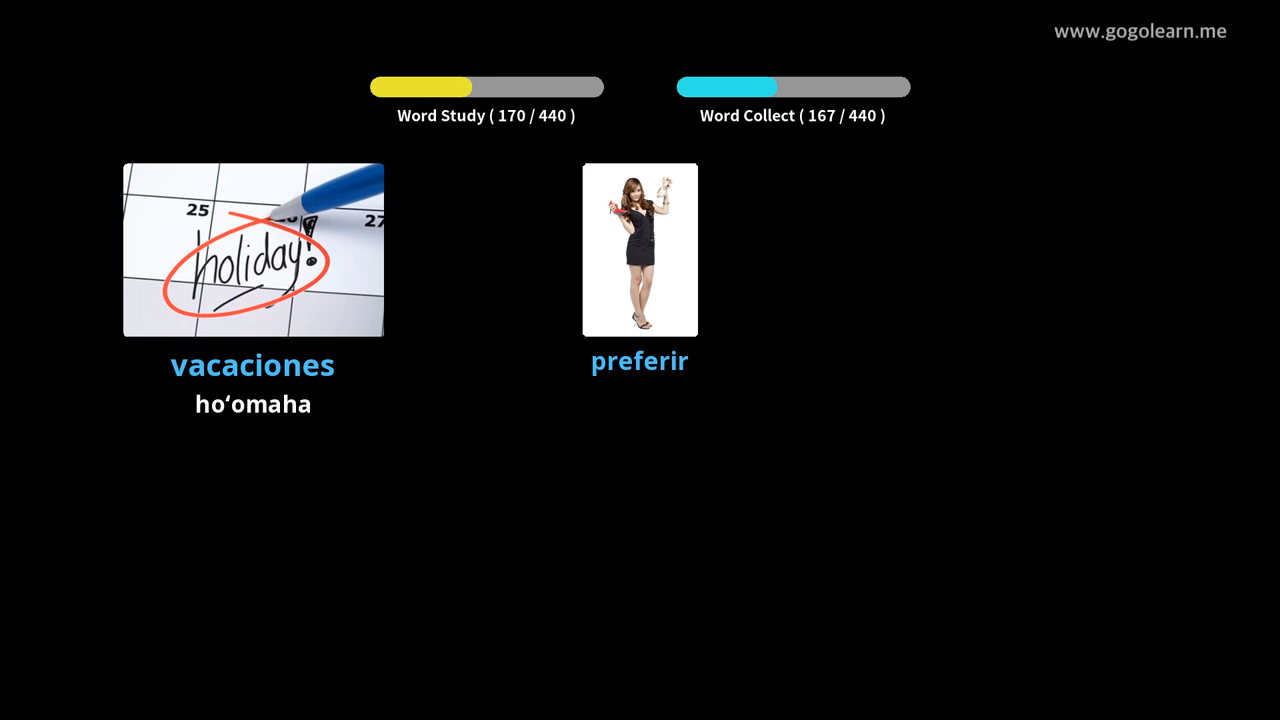 www.gogolearn.me
Word Study ( 170 / 440 )
Word Collect ( 167 / 440 )
25
27
holiday!
vacaciones
hoʻomaha
preferir